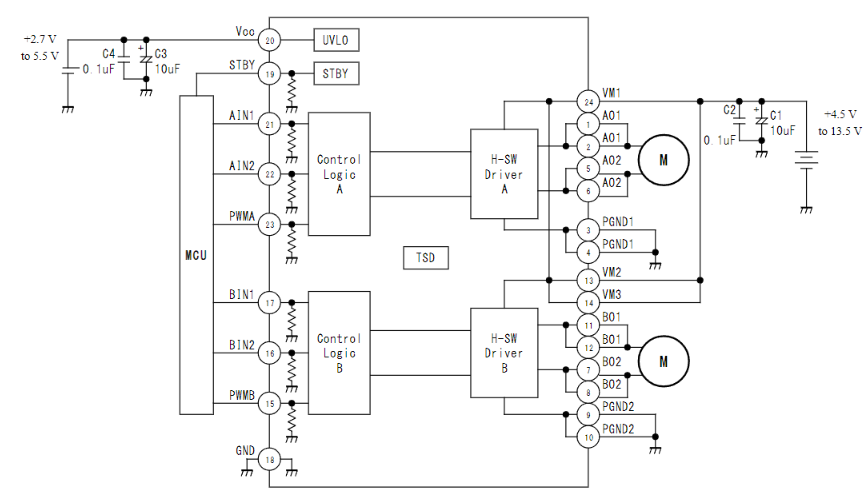 +2.7 V
to 5.5 V
C4
0.1uF
+
C3
10uF
Vcc
20
UVLO
STBY
19
STBY
MCU
AIN1
21
AIN2
22
PWMA
23
Control
Logic
A
H-SW
Driver
A
24
VM1
1
AO1
2
AO1
5
AO2
6
AO2
M
3
PGND1
4
PGND1
C2
0.1uF
+
C1
10uF
+4.5 V
to 13.5 V
TSD
13
VM2
14
VM3
BIN1
17
BIN2
16
PWMB
15
Control
Logic
B
H-SW
Driver
B
11
BO1
12
BO1
7
BO2
8
BO2
M
9
PGND2
10
PGND2
GND
18